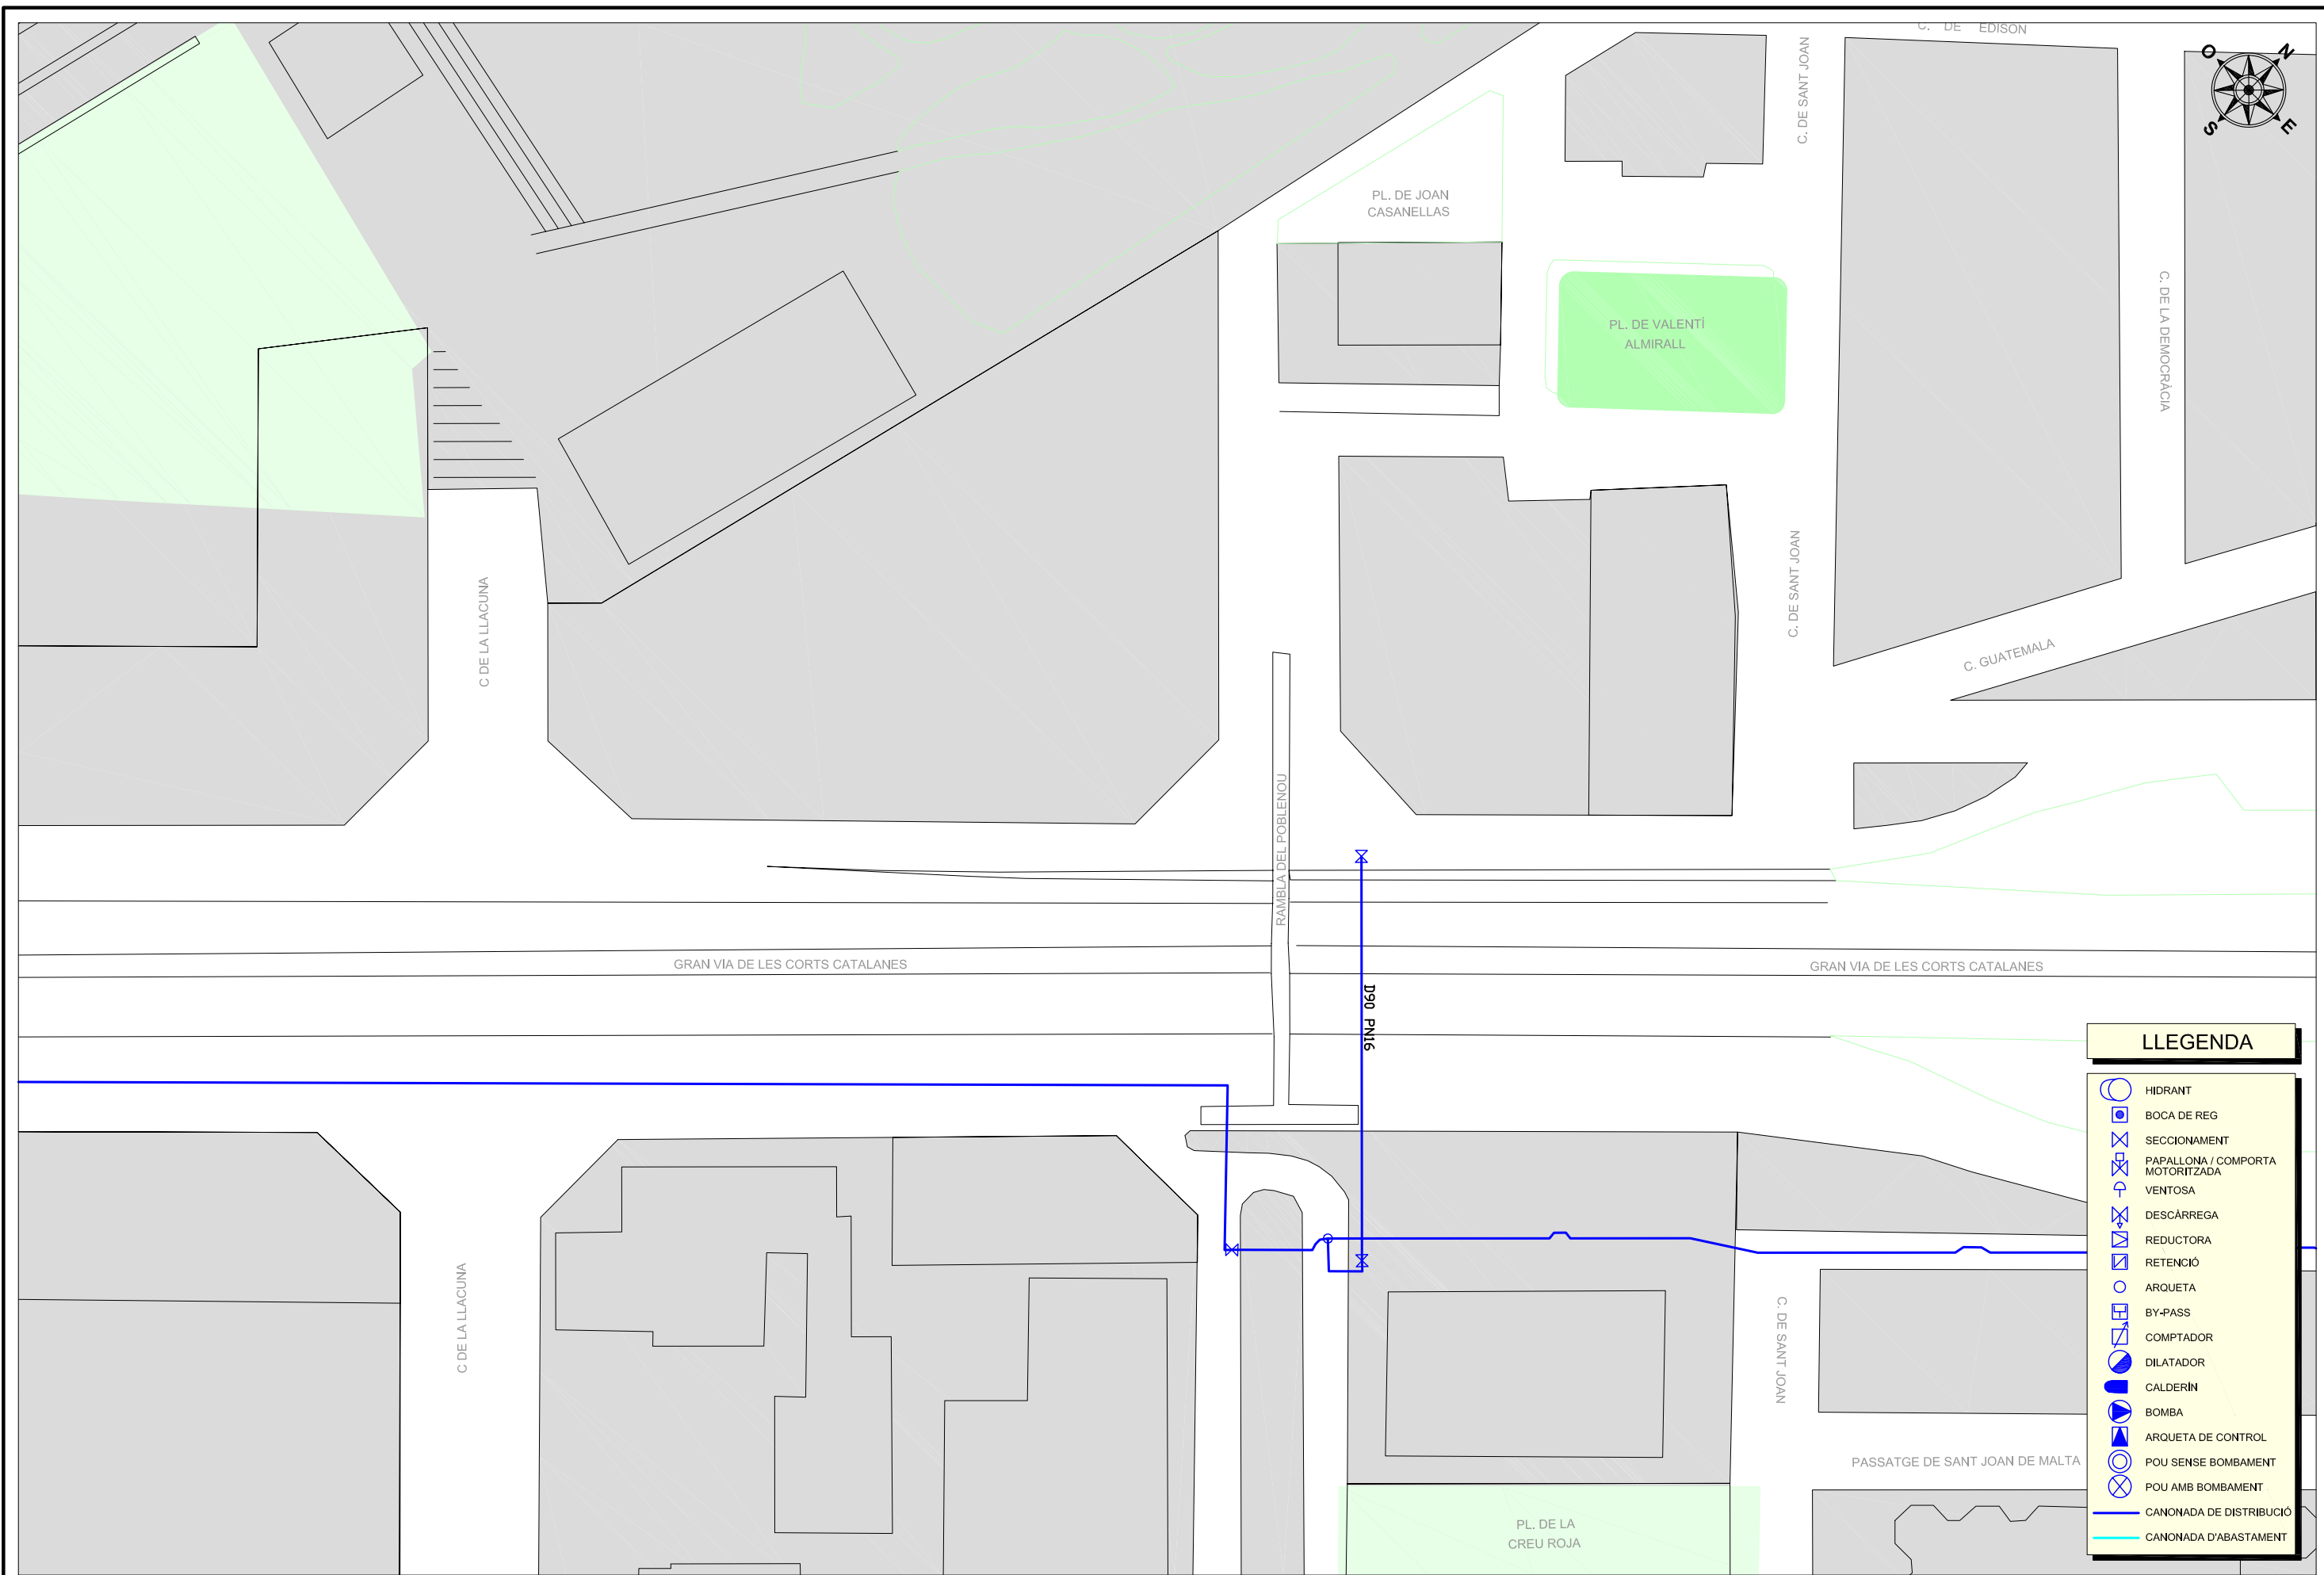 C. DE EDISON
O
N
S
E
C. DE SANT JOAN
PL. DE JOAN
CASANELLAS
PL. DE VALENTÍ
ALMIRALL
C. DE LA DEMOCRÀCIA
C DE LA LLACUNA
C. DE SANT JOAN
C. GUATEMALA
RAMBLA DEL POBLENOU
GRAN VIA DE LES CORTS CATALANES
GRAN VIA DE LES CORTS CATALANES
D90 PN16
C DE LA LLACUNA
C. DE SANT JOAN
PASSATGE DE SANT JOAN DE MALTA
PL. DE LA
CREU ROJA
LLEGENDA
HIDRANT
BOCA DE REG
SECCIONAMENT
PAPALLONA / COMPORTA
MOTORITZADA
VENTOSA
DESCÀRREGA
REDUCTORA
RETENCIÓ
ARQUETA
BY-PASS
COMPTADOR
DILATADOR
CALDERÍN
BOMBA
ARQUETA DE CONTROL
POU SENSE BOMBAMENT
POU AMB BOMBAMENT
CANONADA DE DISTRIBUCIÓ
CANONADA D'ABASTAMENT